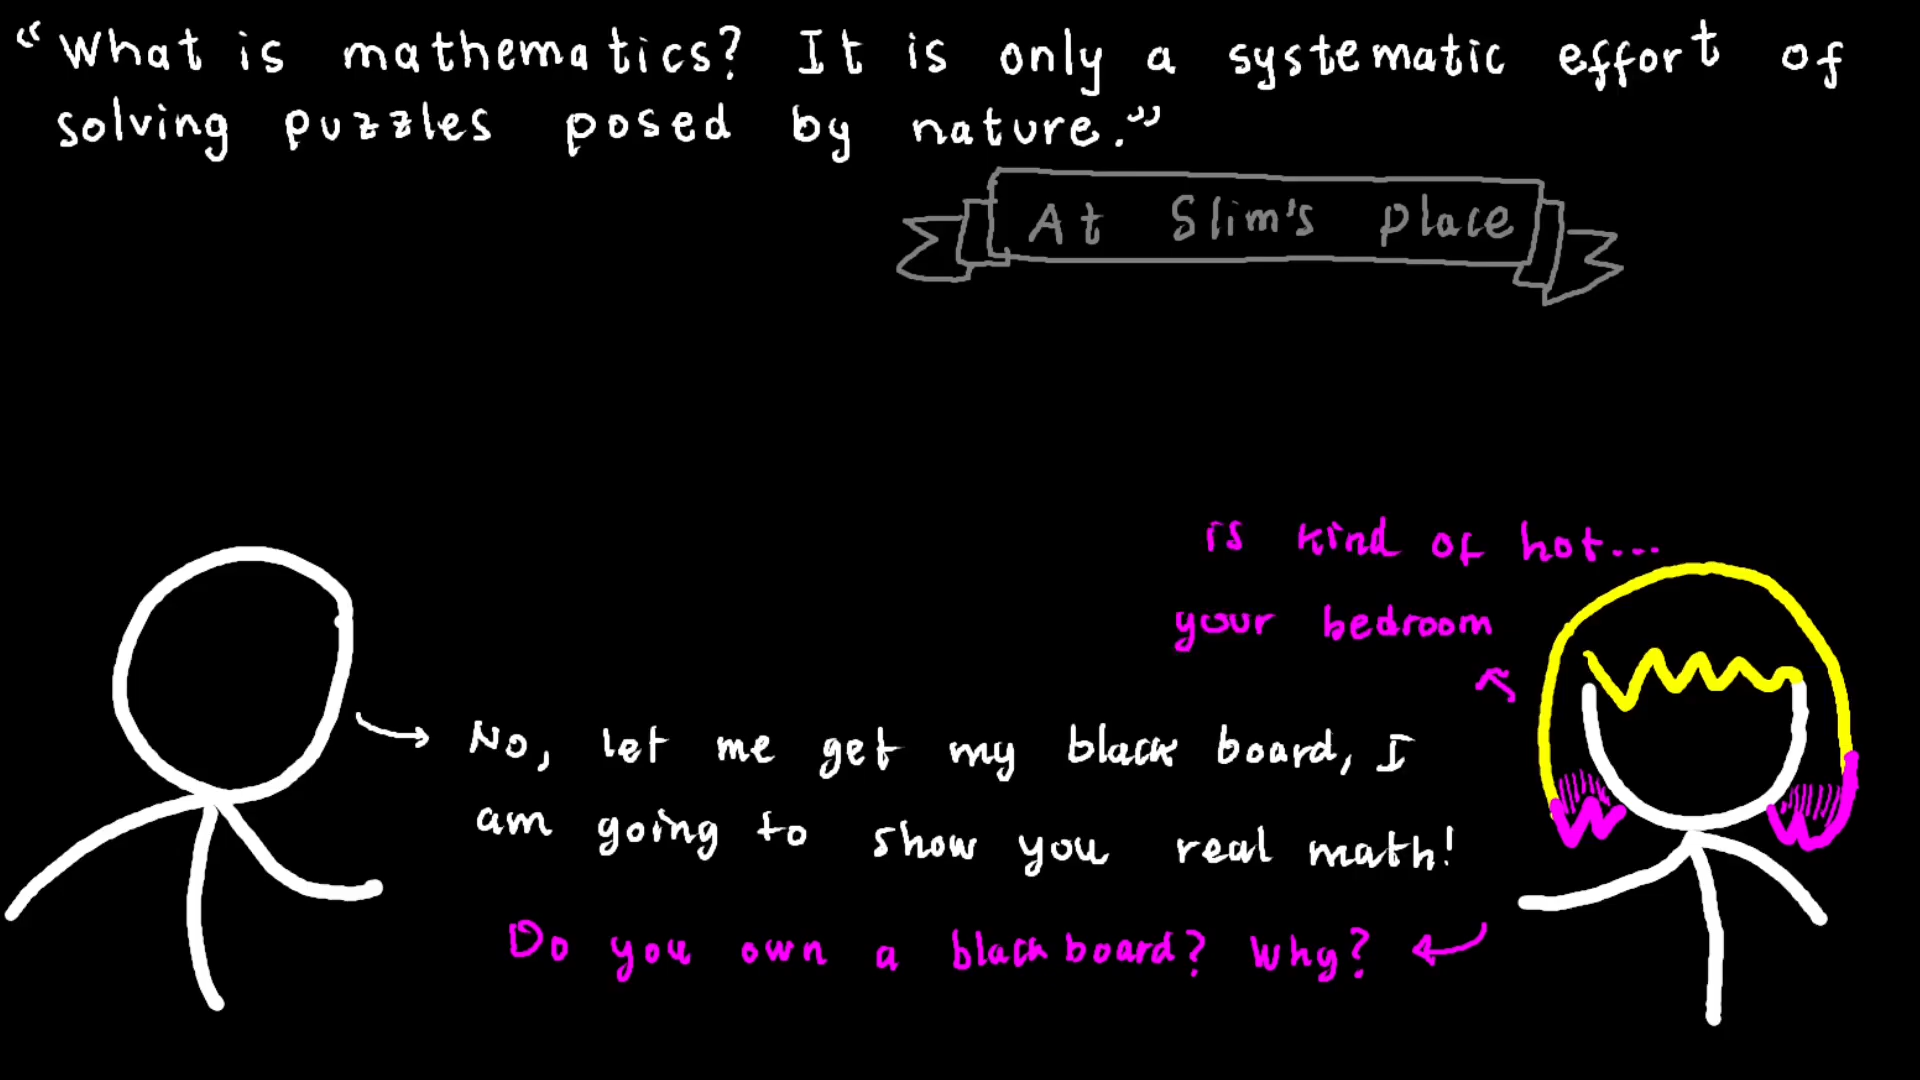 “What is mathematics? It is only a systematic effort of
solving puzzles posed by nature.”
At Slim's place
is kind of hot...
your bedroom
No, let me get my black board, I
am going to show you real math!
Do you own a black board? Why?